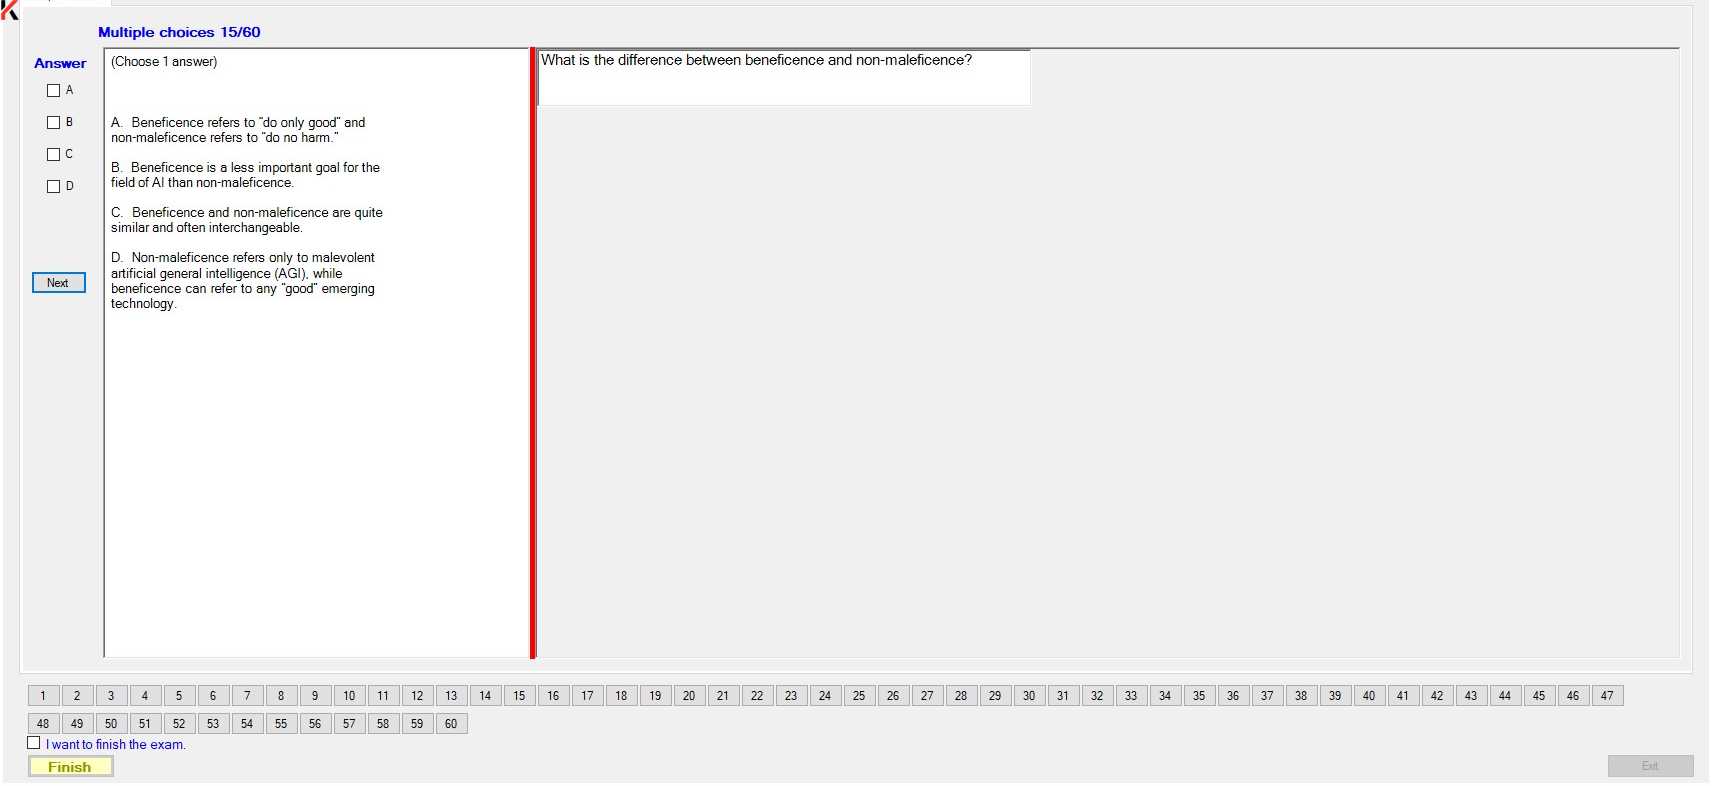 Multiple choices 15/60
Answer
A
B
C
D
Next
(Choose 1 answer)
A. Beneficence refers to "do only good" and
non-maleficence refers to "do no harm."
B. Beneficence is a less important goal for the
field of AI than non-maleficence.
C. Beneficence and non-maleficence are quite
similar and often interchangeable.
D. Non-maleficence refers only to malevolent
artificial general intelligence (AGI), while
beneficence can refer to any "good" emerging
technology.
What is the difference between beneficence and non-maleficence?
1 2 3 4 5 6 7 8 9 10 11 12 13 14 15 16 17 18 19 20 21 22 23 24 25 26 27 28 29 30 31 32 33 34 35 36 37 38 39 40 41 42 43 44 45 46 47
48 49 50 51 52 53 54 55 56 57 58 59 60
I want to finish the exam.
Finish
Exit